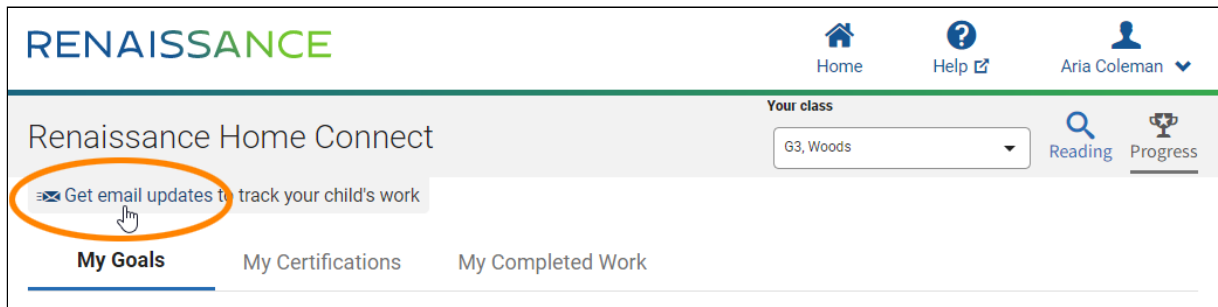 RENAISSANCE
Home
Help
Aria Coleman
Your class
Renaissance Home Connect
G3, Woods
Reading
Progress
Get email updates to track your child's work
My Goals
My Certifications
My Completed Work